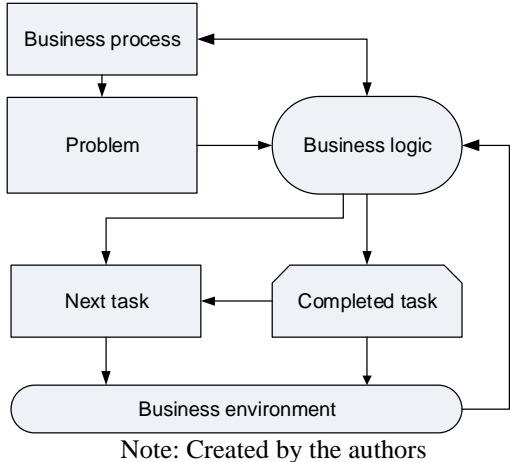 Business process
Problem
Business logic
Next task
Completed task
Business environment
Note: Created by the authors